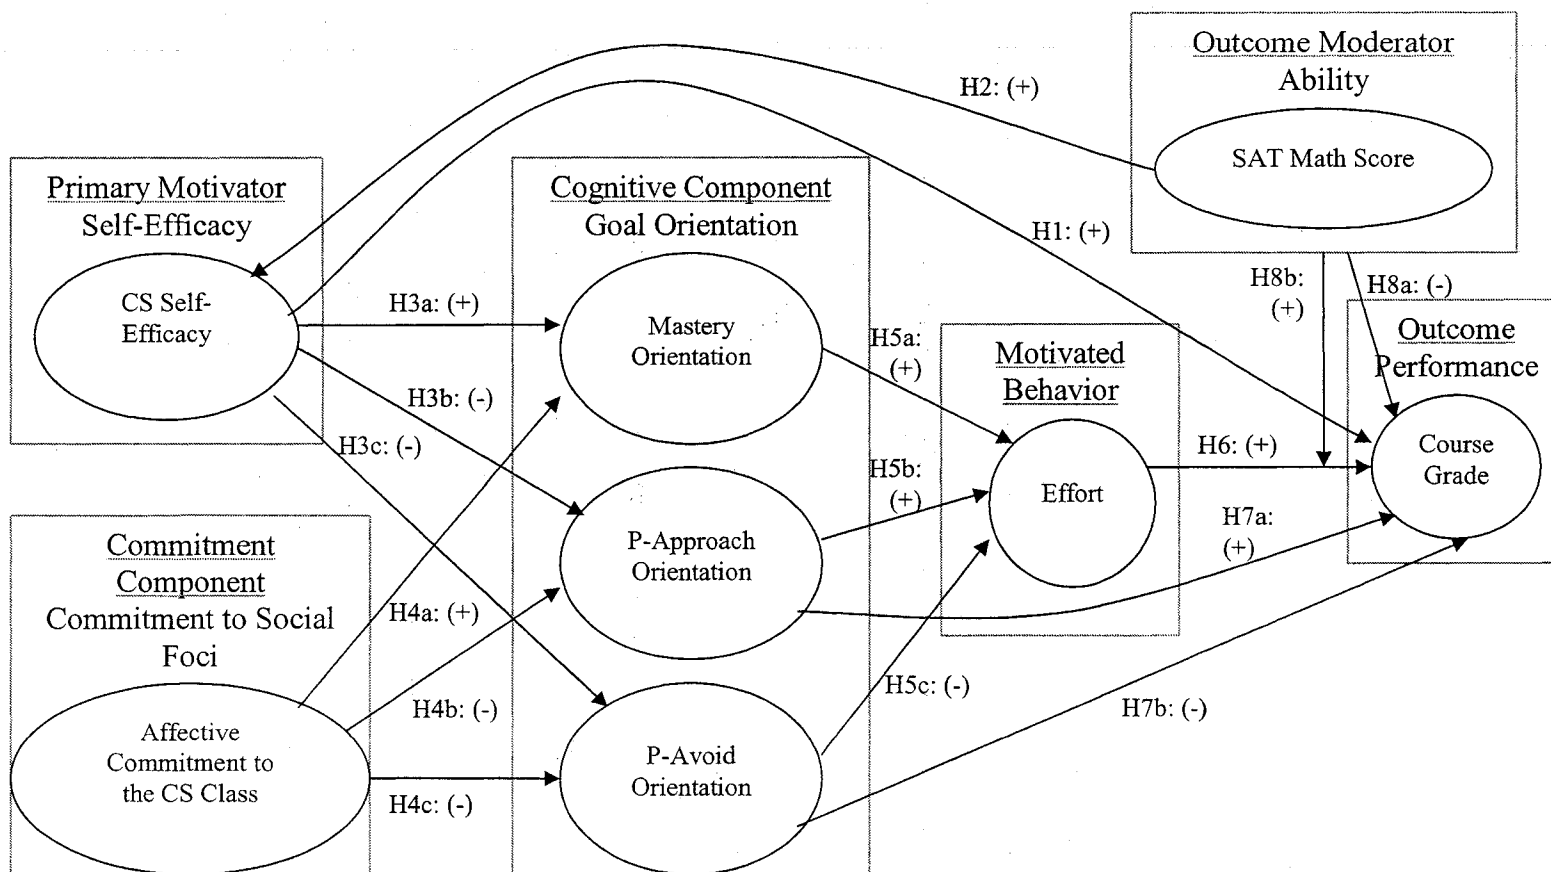 Outcome Moderator
Ability
SAT Math Score
H2: (+)
H1: (+)
Primary Motivator
Self-Efficacy
CS Self-
Efficacy
Cognitive Component
Goal Orientation
Mastery
Orientation
P-Approach
Orientation
P-Avoid
Orientation
H3a: (+)
H3b: (-)
H3c: (-)
Commitment
Component
Commitment to Social
Foci
Affective
Commitment to
the CS Class
H4a: (+)
H4b: (-)
H4c: (-)
H5a:
(+)
H5b:
(+)
H5c: (-)
Motivated
Behavior
Effort
H6: (+)
H8b:
(+)
H8a: (-)
Outcome
Performance
Course
Grade
H7a:
(+)
H7b: (-)